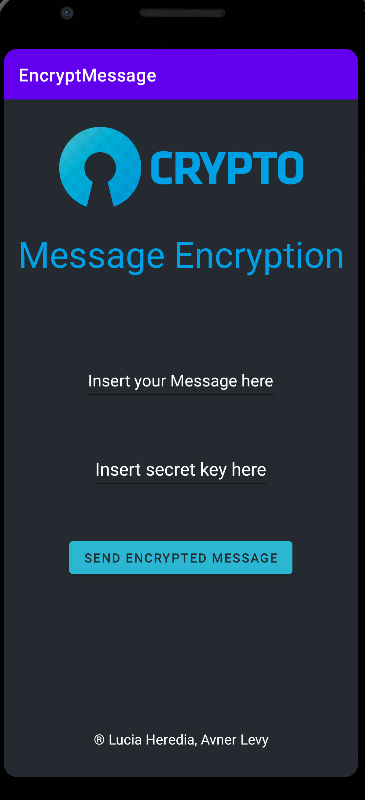 EncryptMessage
CRYPTO
Message Encryption
Insert your Message here
Insert secret key here
SEND ENCRYPTED MESSAGE
® Lucia Heredia, Avner Levy